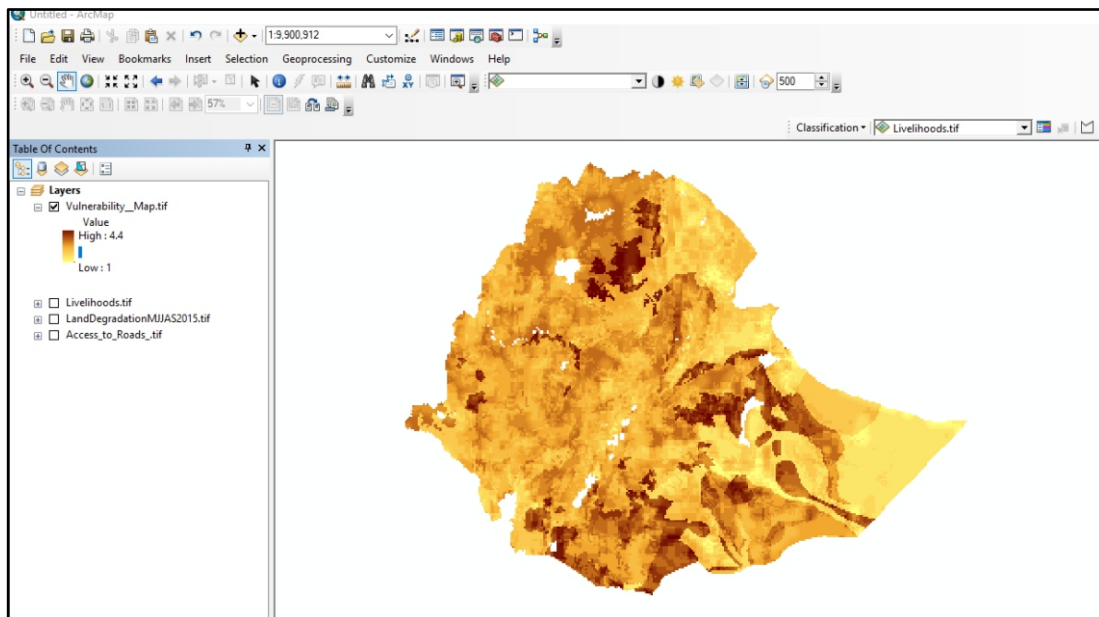 Untitled - ArcMap
1:9,900,912
File Edit View Bookmarks Insert Selection Geoprocessing Customize Windows Help
500
57%
Classification Livelihoods.tif
Table Of Contents
Layers
Vulnerability__Map.tif
Value
High : 4.4
Low : 1
Livelihoods.tif
LandDegradationMJJAS2015.tif
Access_to_Roads_.tif